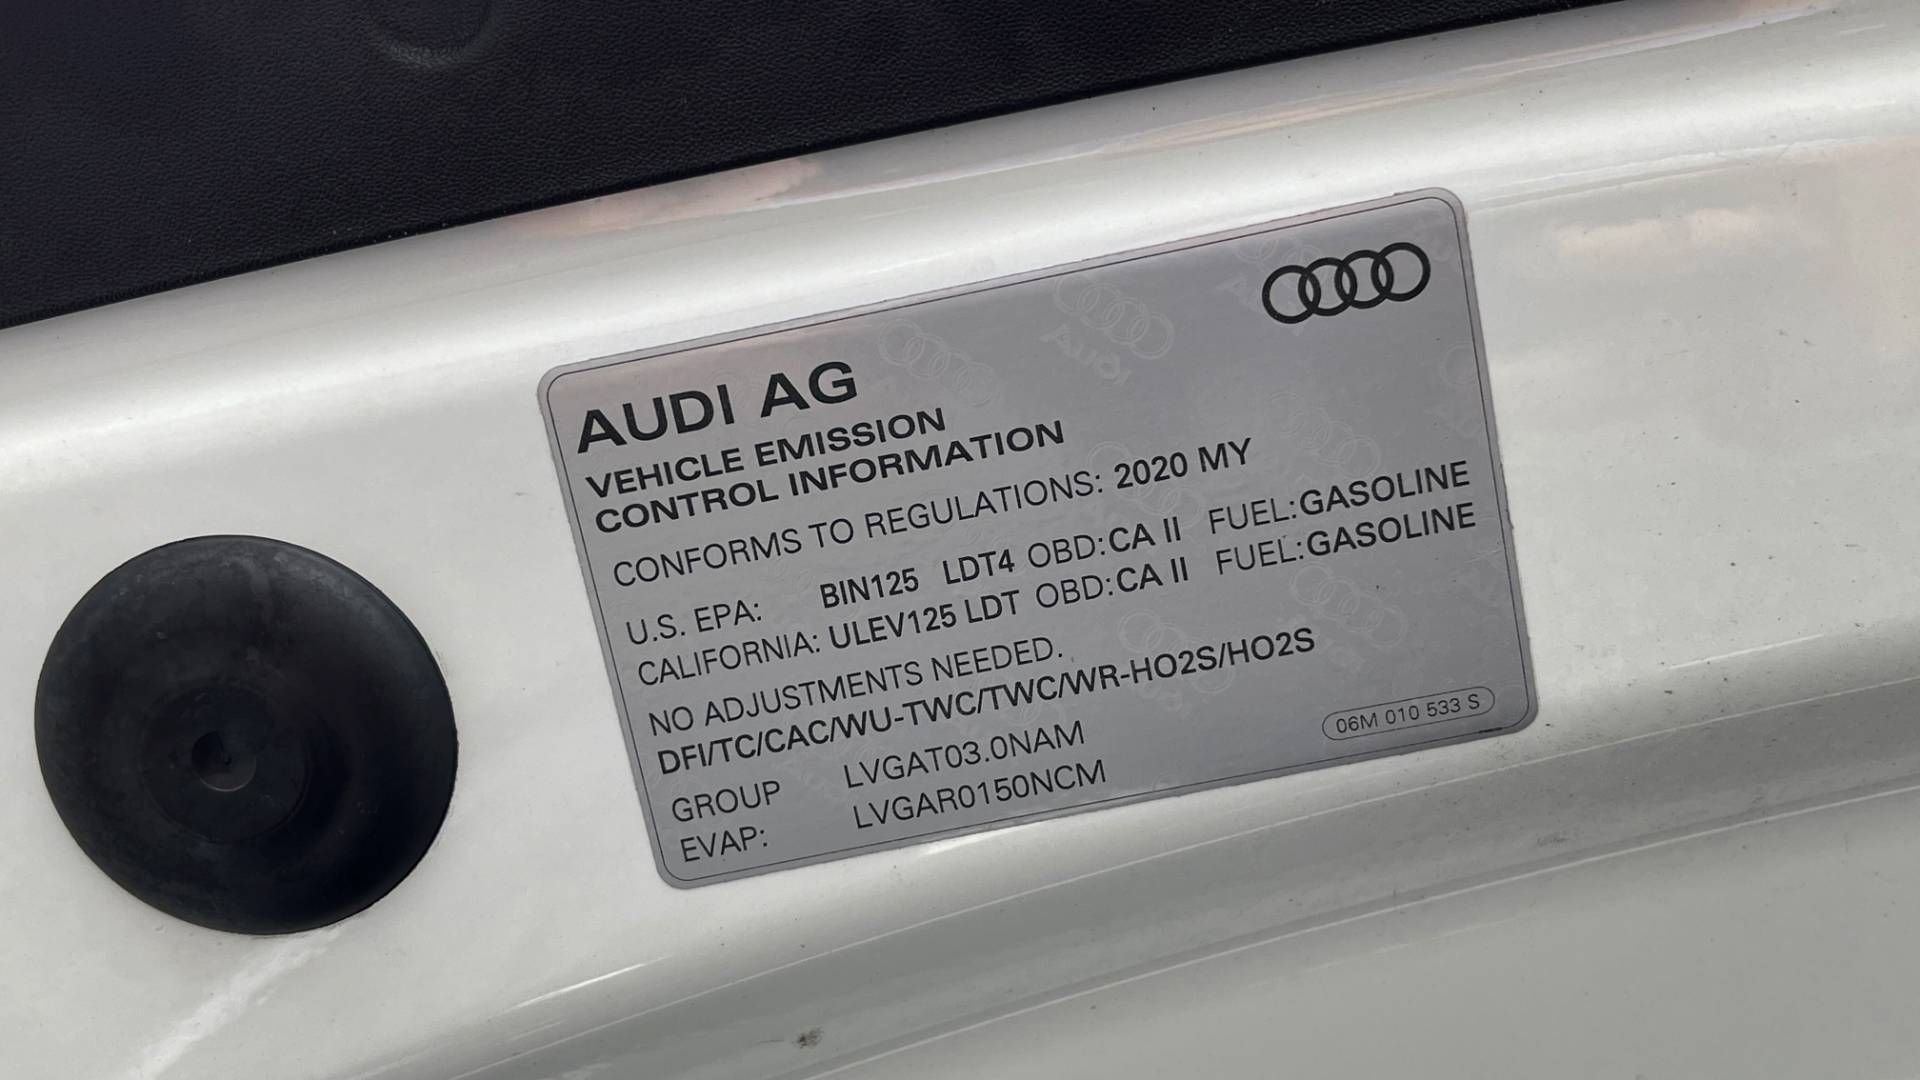 AUDI AG
VEHICLE EMISSION
CONTROL INFORMATION
CONFORMS TO REGULATIONS: 2020 MY
U.S. EPA: BIN125 LDT4 OBD:CA II FUEL:GASOLINE
CALIFORNIA: ULEV125 LDT OBD:CA II FUEL:GASOLINE
NO ADJUSTMENTS NEEDED.
DFI/TC/CAC/WU-TWC/TWC/WR-HO2S/HO2S
GROUP LVGAT03.0NAM
EVAP: LVGAR0150NCM
06M 010 533 S